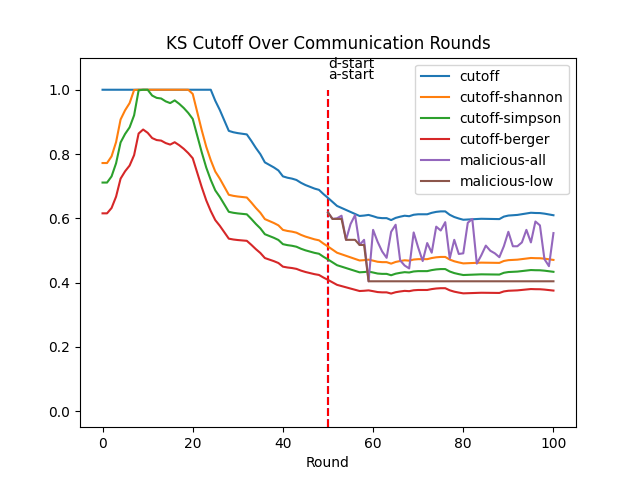 KS Cutoff Over Communication Rounds
d-start
a-start
cutoff
cutoff-shannon
cutoff-simpson
cutoff-berger
malicious-all
malicious-low
1.0
0.8
0.6
0.4
0.2
0.0
0 20 40 60 80 100
Round